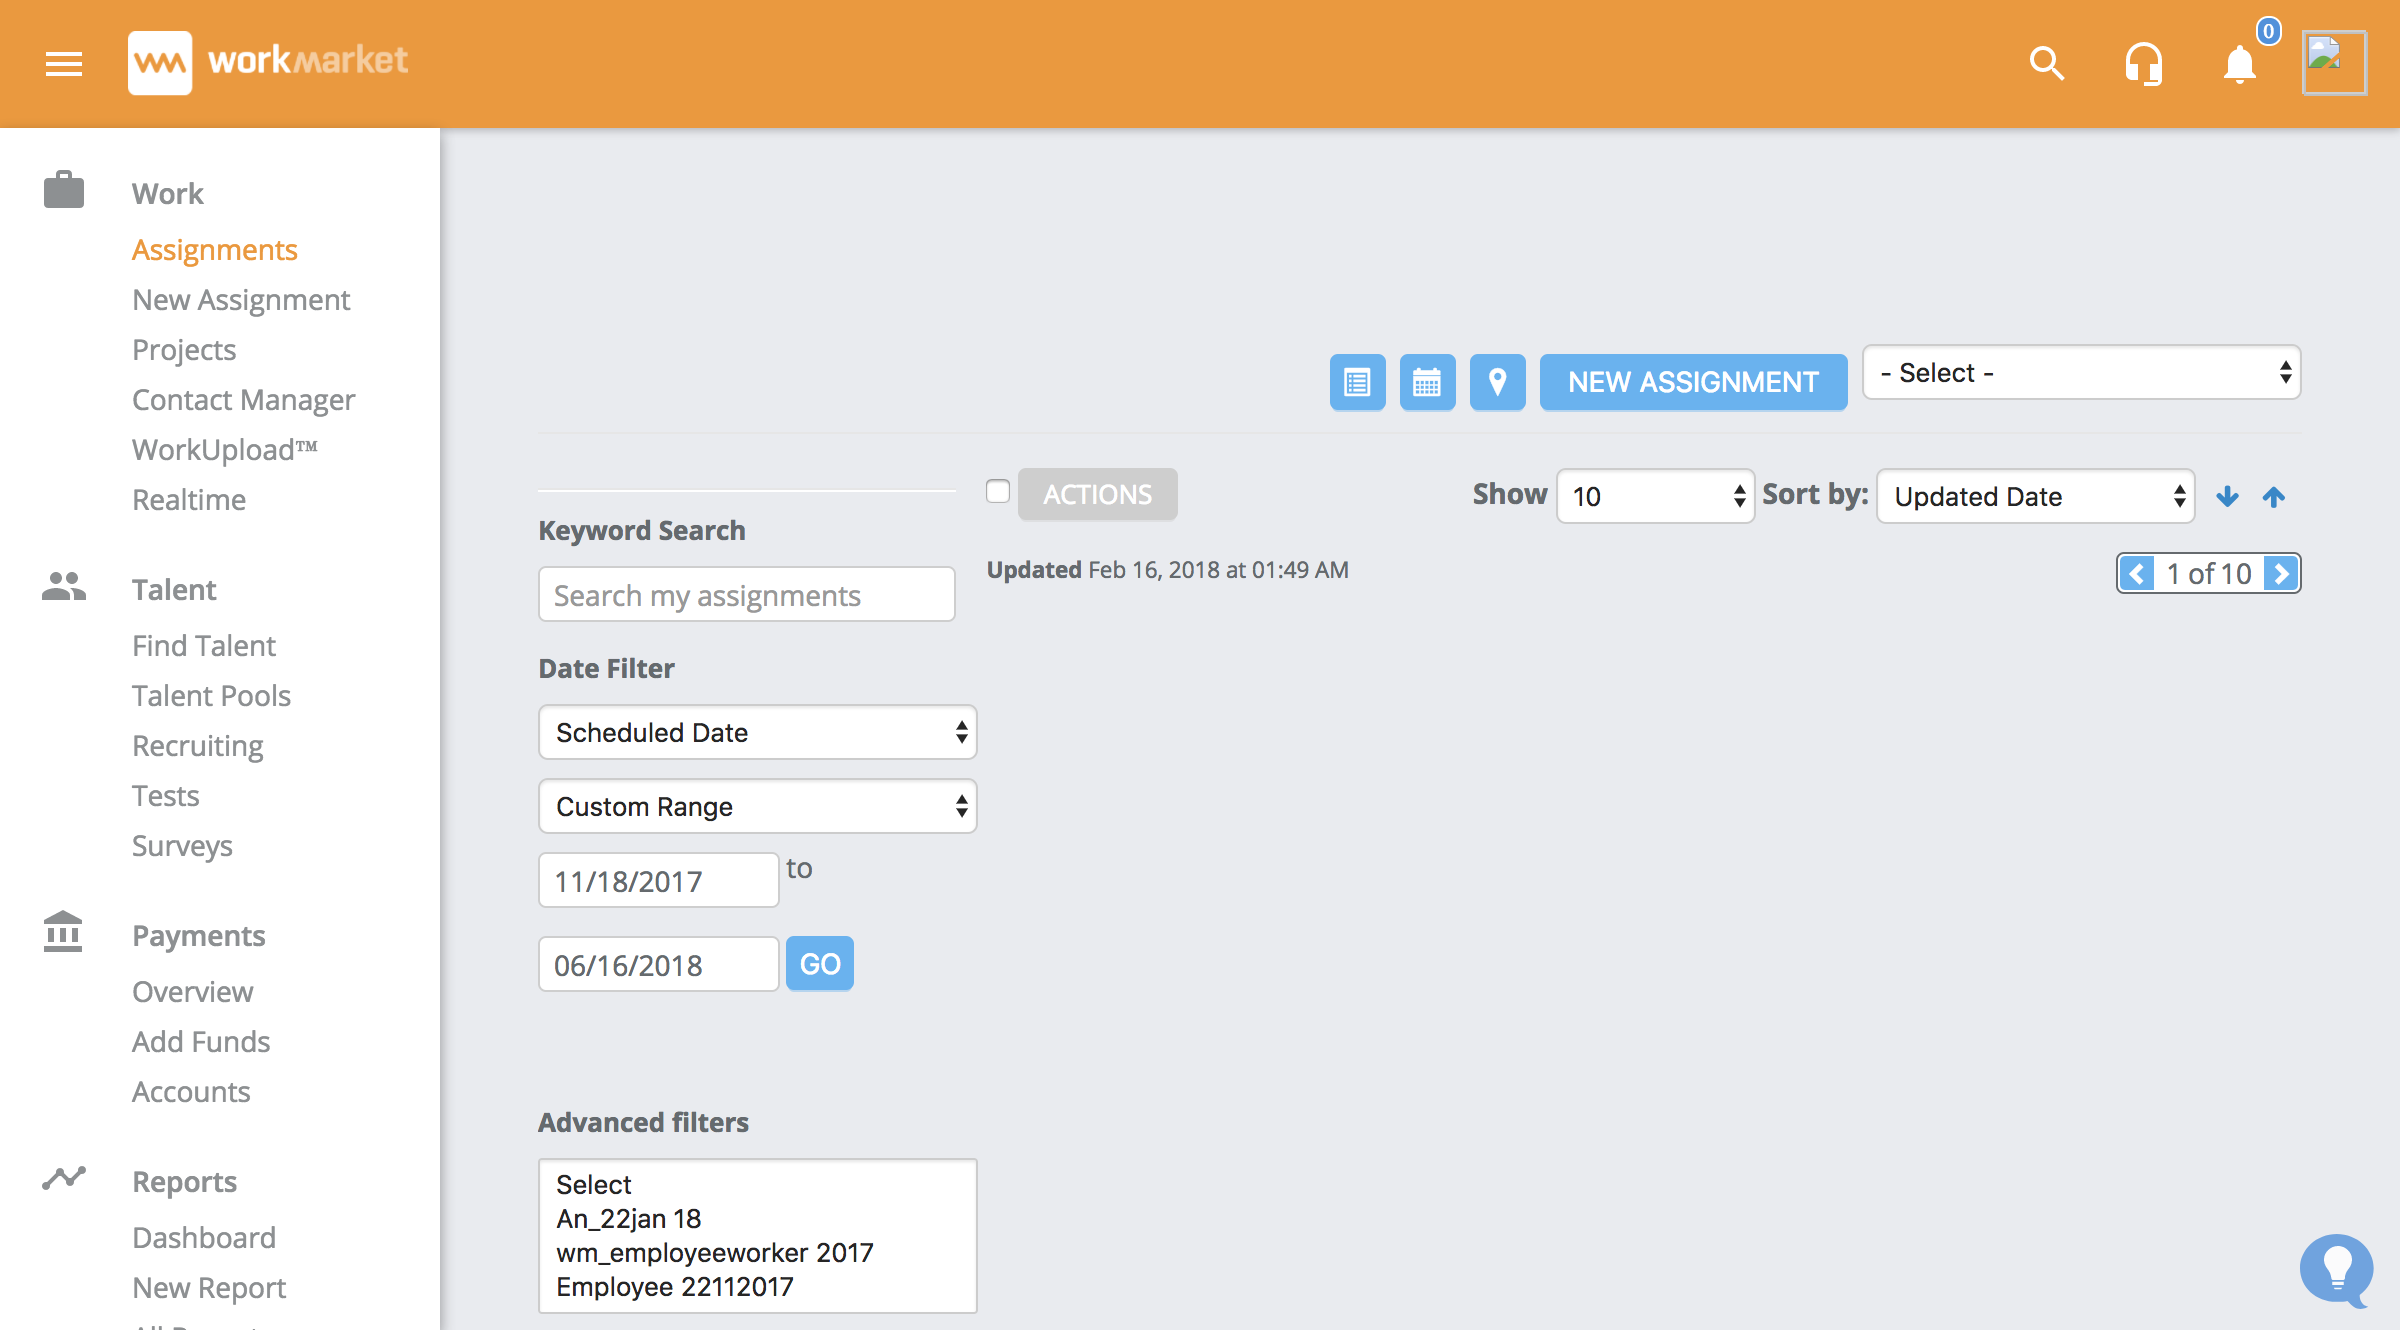 wm workmarket
0
Work
Assignments
New Assignment
Projects
Contact Manager
WorkUpload™
Realtime
Talent
Find Talent
Talent Pools
Recruiting
Tests
Surveys
Payments
Overview
Add Funds
Accounts
Reports
Dashboard
New Report
NEW ASSIGNMENT
- Select -
ACTIONS
Show 10 Sort by: Updated Date
Updated Feb 16, 2018 at 01:49 AM
1 of 10
Keyword Search
Search my assignments
Date Filter
Scheduled Date
Custom Range
11/18/2017 to
06/16/2018 GO
Advanced filters
Select
An_22jan 18
wm_employeeworker 2017
Employee 22112017